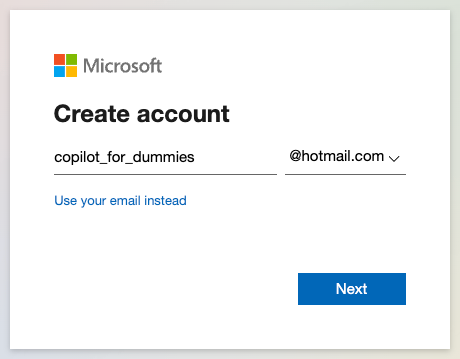 Microsoft
Create account
copilot_for_dummies @hotmail.com
Use your email instead
Next